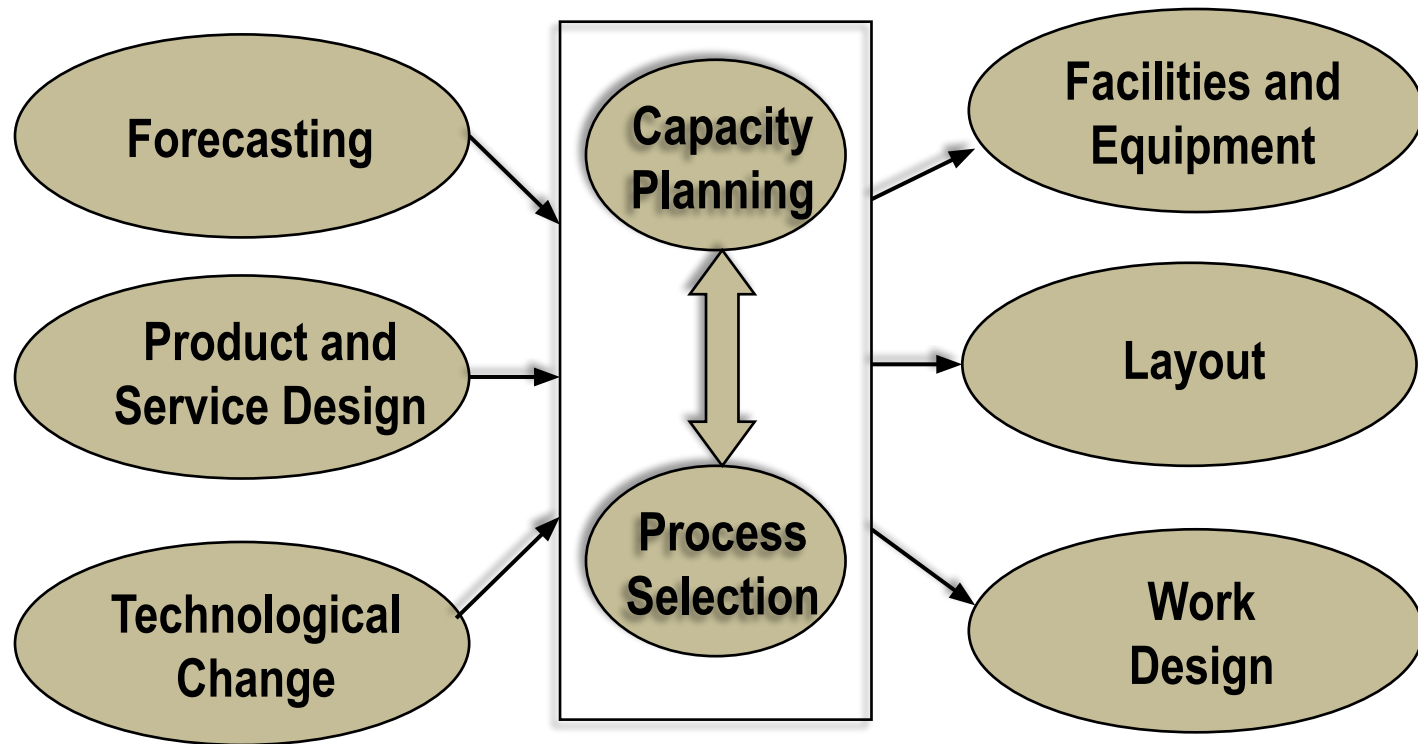 Forecasting
Product and
Service Design
Technological
Change
Capacity
Planning
Process
Selection
Facilities and
Equipment
Layout
Work
Design